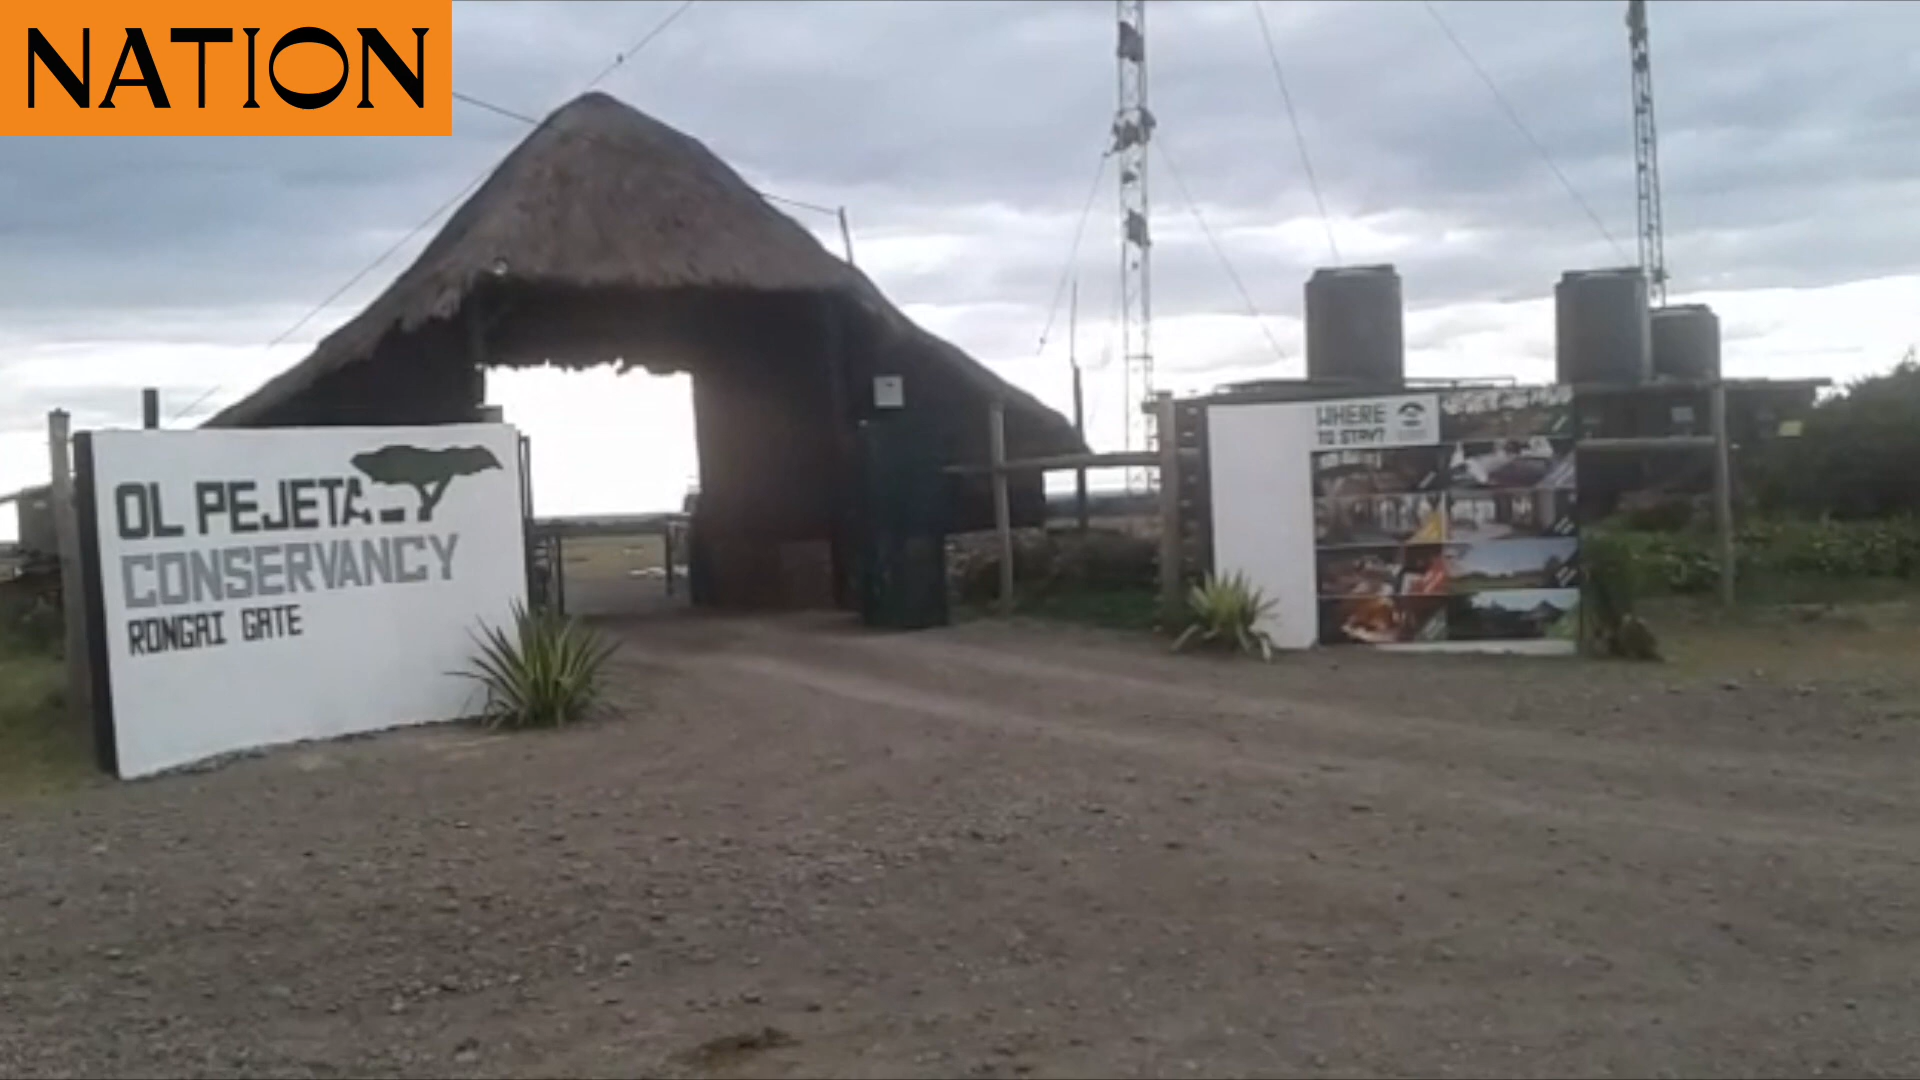 NATION
OL PEJETA
CONSERVANCY
RONGAI GATE
WHERE
TO STAY?